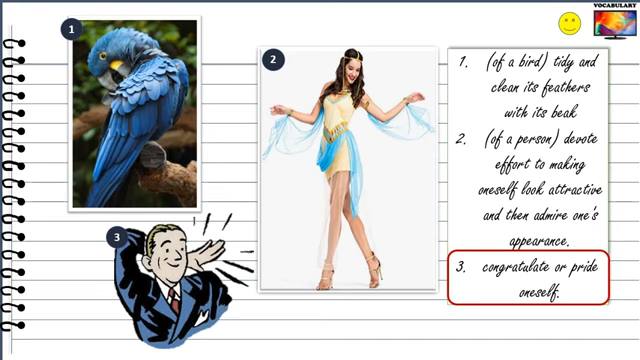 VOCABULARY
1
2
3
1. (of a bird) tidy and
clean its feathers
with its beak
2. (of a person) devote
effort to making
oneself look attractive
and then admire one's
appearance.
3. congratulate or pride
oneself.